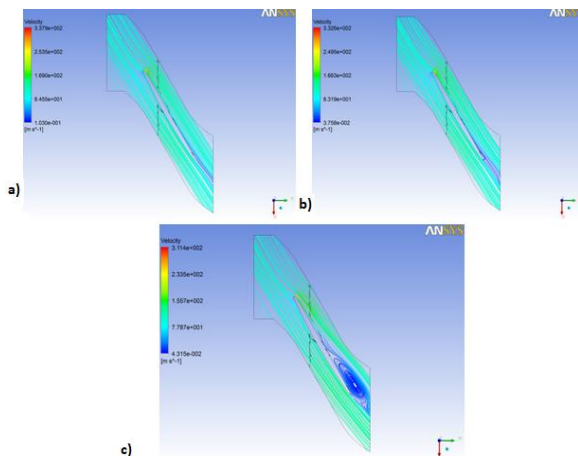 ANSYS
Velocity
3.379e+002
2.535e+002
1.690e+002
8.455e+001
1.030e-001
[m s^-1]
a)
ANSYS
Velocity
3.326e+002
2.495e+002
1.663e+002
8.319e+001
3.758e-002
[m s^-1]
b)
ANSYS
Velocity
3.114e+002
2.335e+002
1.557e+002
7.787e+001
4.315e-002
[m s^-1]
c)